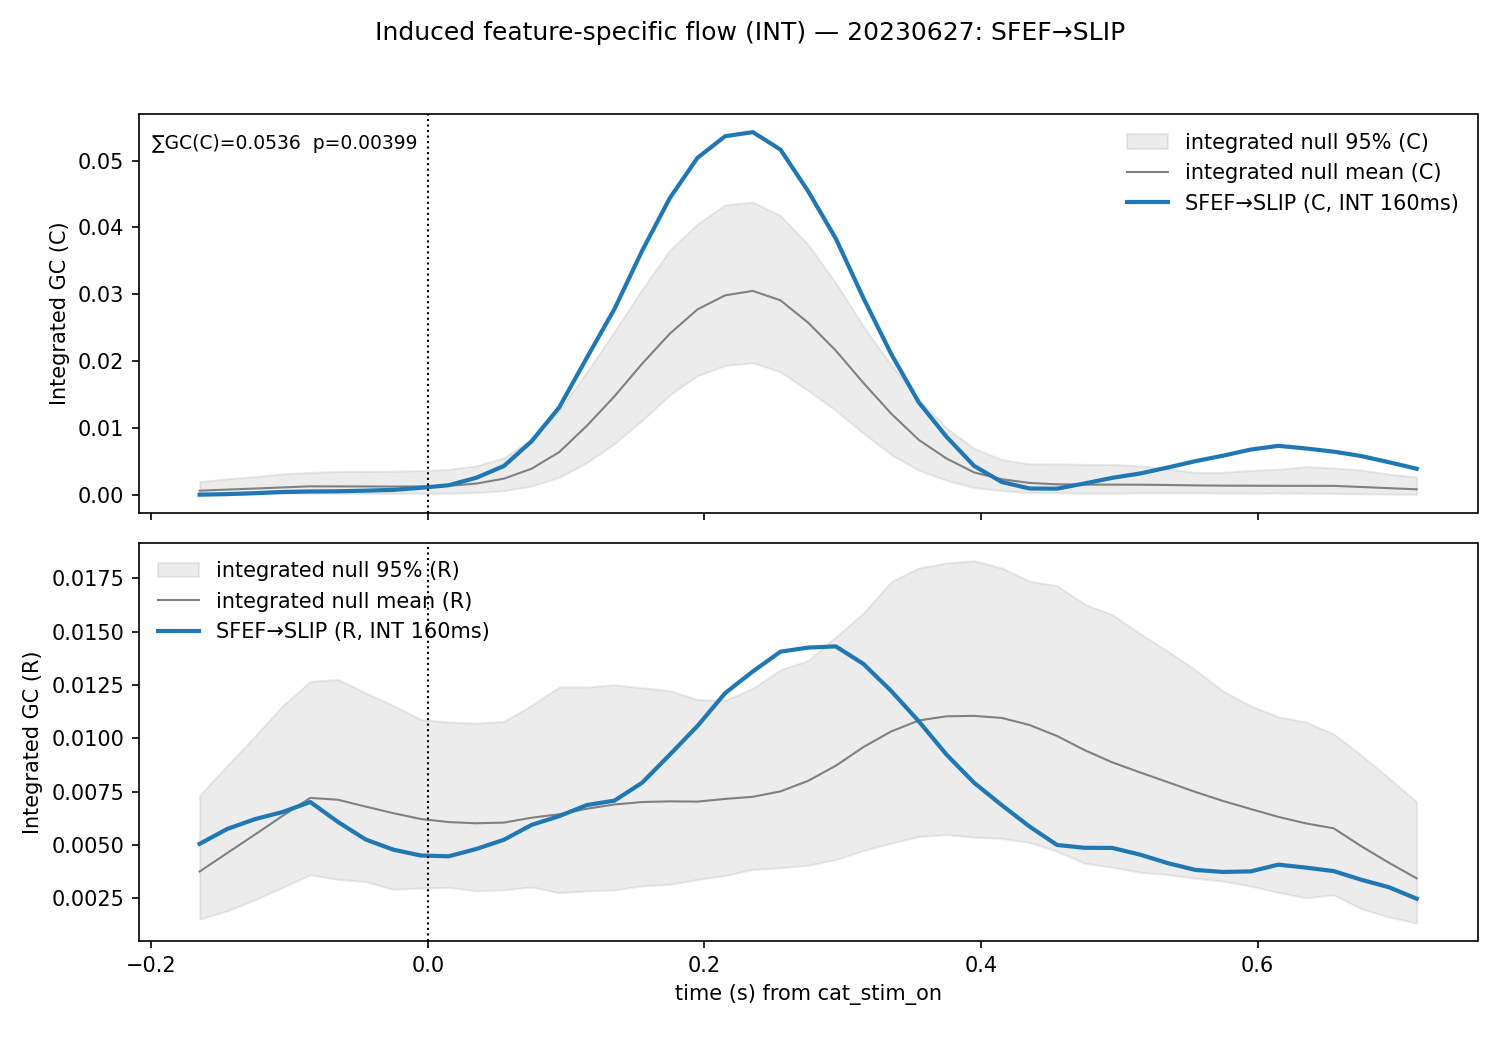 Induced feature-specific flow (INT) — 20230627: SFEF→SLIP
∑GC(C)=0.0536  p=0.00399
integrated null 95% (C)
integrated null mean (C)
SFEF→SLIP (C, INT 160ms)
Integrated GC (C)
0.05
0.04
0.03
0.02
0.01
0.00
integrated null 95% (R)
integrated null mean (R)
SFEF→SLIP (R, INT 160ms)
Integrated GC (R)
0.0175
0.0150
0.0125
0.0100
0.0075
0.0050
0.0025
−0.2 0.0 0.2 0.4 0.6
time (s) from cat_stim_on